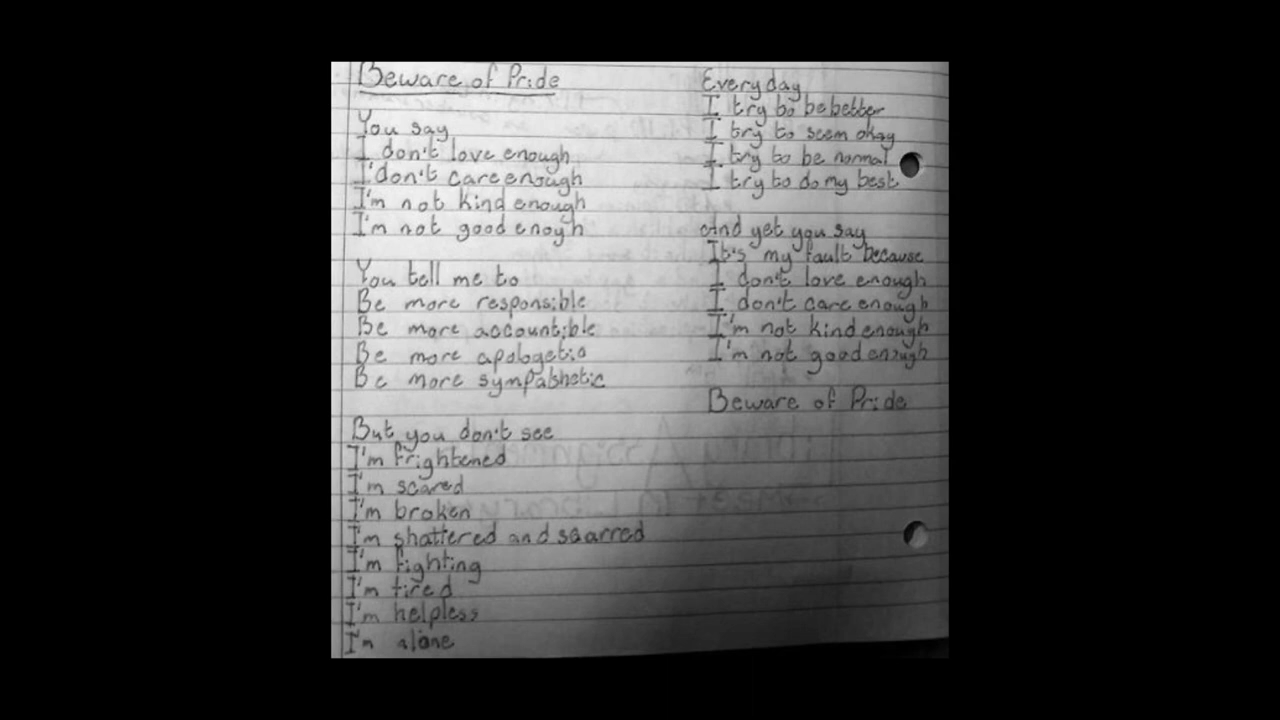 Beware of Pride
You say
I don't love enough
I don't care enough
I'm not kind enough
I'm not good enogh
You tell me to
Be more responsible
Be more accountible
Be more apologetic
Be more sympathetic
But you don't see
I'm frightened
I'm scared
I'm broken
I'm shattered and scarred
I'm fighting
I'm tired
I'm helpless
I'm alone
Everyday
I try to be better
I try to seem okay
I try to be normal
I try to do my best
And yet you say
It's my fault because
I don't love enough
I don't care enough
I'm not kind enough
I'm not good enough
Beware of Pride